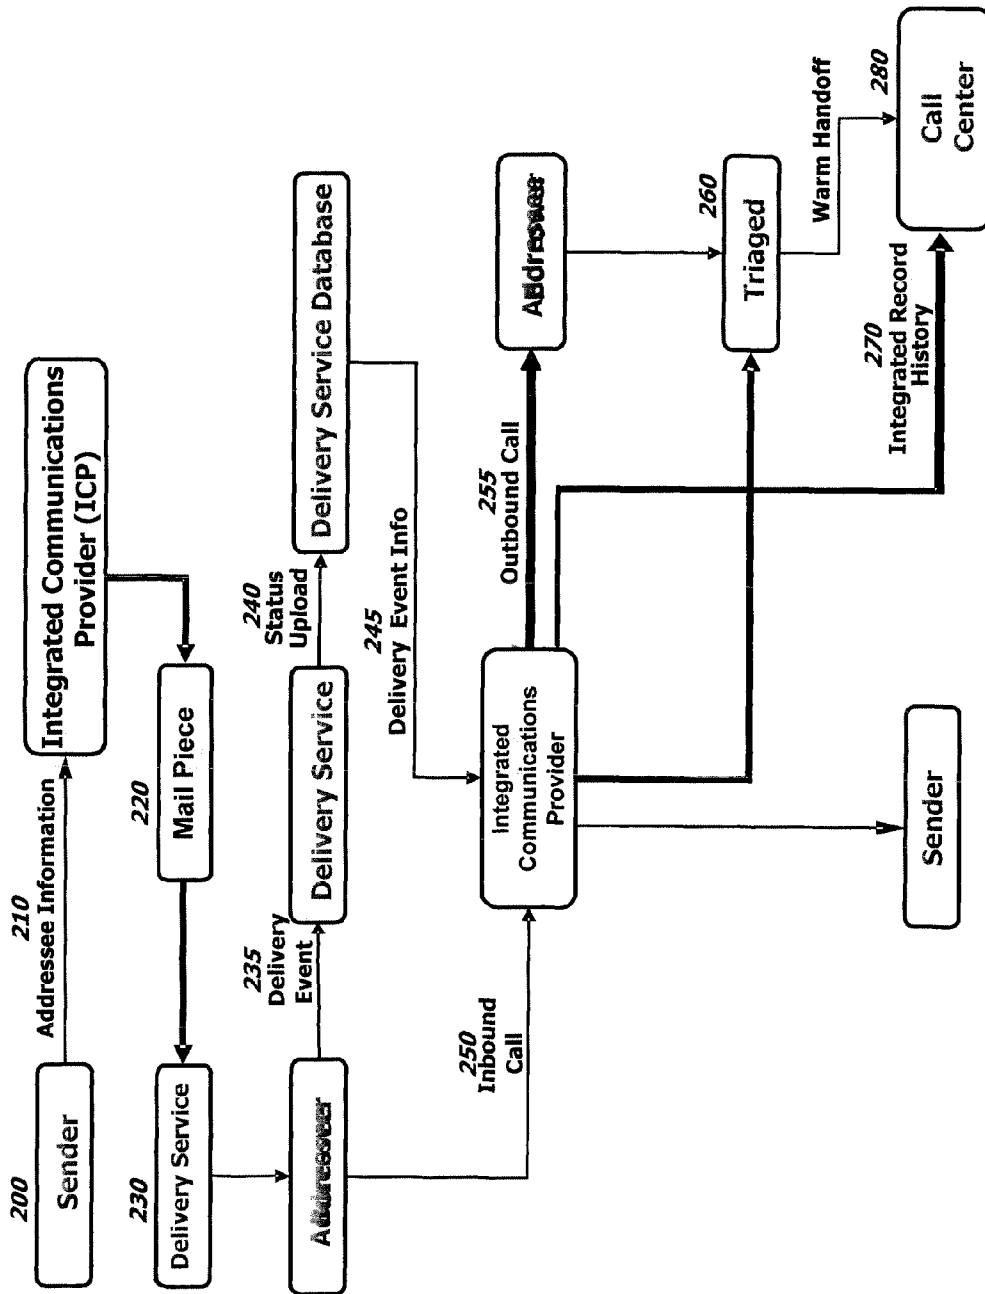 200
Sender
210
Addressee Information
Integrated Communications
Provider (ICP)
230
Delivery Service
220
Mail Piece
235
Delivery
Event
Delivery Service
240
Status
Upload
Delivery Service Database
245
Delivery Event Info
250
Inbound
Call
Integrated
Communications
Provider
255
Outbound Call
260
Triaged
Warm Handoff
Sender
270
Integrated Record
History
280
Call
Center